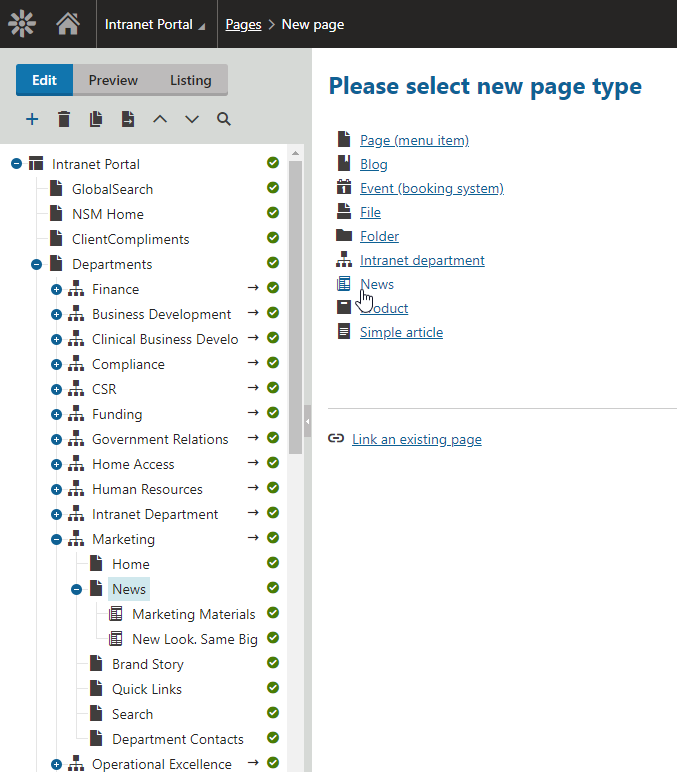 Intranet Portal
Pages > New page
Edit
Preview
Listing
Intranet Portal
GlobalSearch
NSM Home
ClientCompliments
Departments
Finance
Business Development
Clinical Business Develo
Compliance
CSR
Funding
Government Relations
Home Access
Human Resources
Intranet Department
Marketing
Home
News
Marketing Materials
New Look. Same Big
Brand Story
Quick Links
Search
Department Contacts
Operational Excellence
Please select new page type
Page (menu item)
Blog
Event (booking system)
File
Folder
Intranet department
News
Product
Simple article
Link an existing page